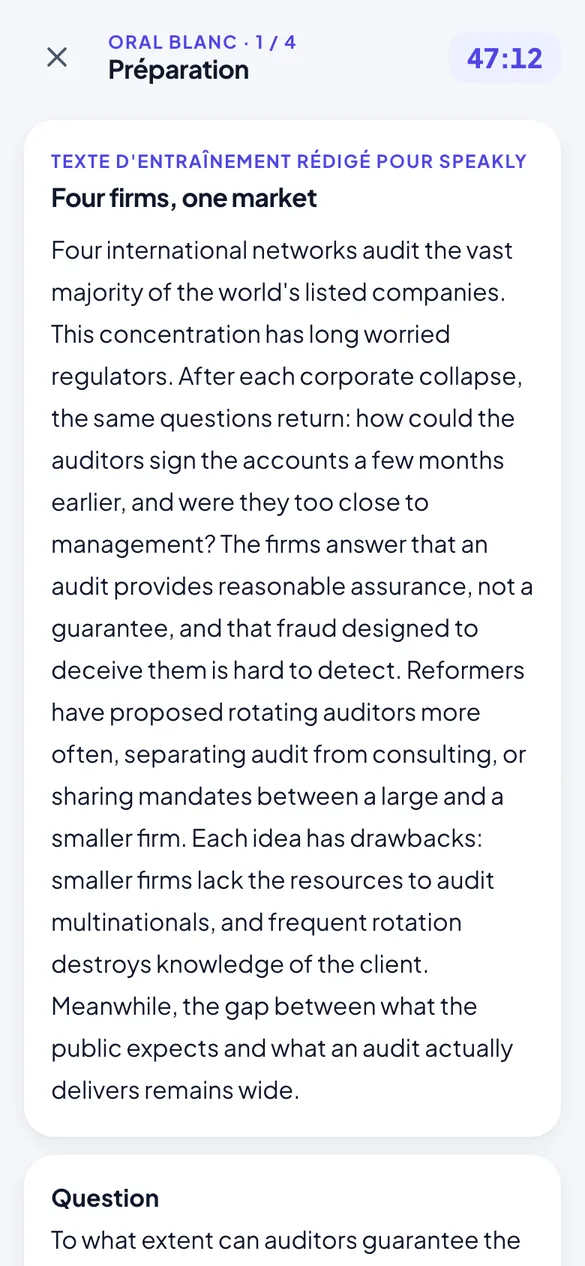 ORAL BLANC · 1 / 4
Préparation
47:12
TEXTE D'ENTRAÎNEMENT RÉDIGÉ POUR SPEAKLY
Four firms, one market
Four international networks audit the vast
majority of the world's listed companies.
This concentration has long worried
regulators. After each corporate collapse,
the same questions return: how could the
auditors sign the accounts a few months
earlier, and were they too close to
management? The firms answer that an
audit provides reasonable assurance, not a
guarantee, and that fraud designed to
deceive them is hard to detect. Reformers
have proposed rotating auditors more
often, separating audit from consulting, or
sharing mandates between a large and a
smaller firm. Each idea has drawbacks:
smaller firms lack the resources to audit
multinationals, and frequent rotation
destroys knowledge of the client.
Meanwhile, the gap between what the
public expects and what an audit actually
delivers remains wide.
Question
To what extent can auditors guarantee the